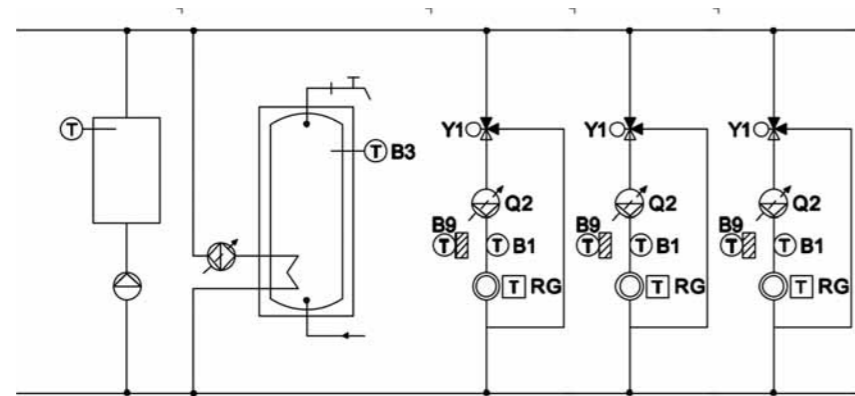 T
T B3
Y1 Y1 Y1
Q2 Q2 Q2
B9 B9 B9
T T B1 T T B1 T T B1
T RG T RG T RG